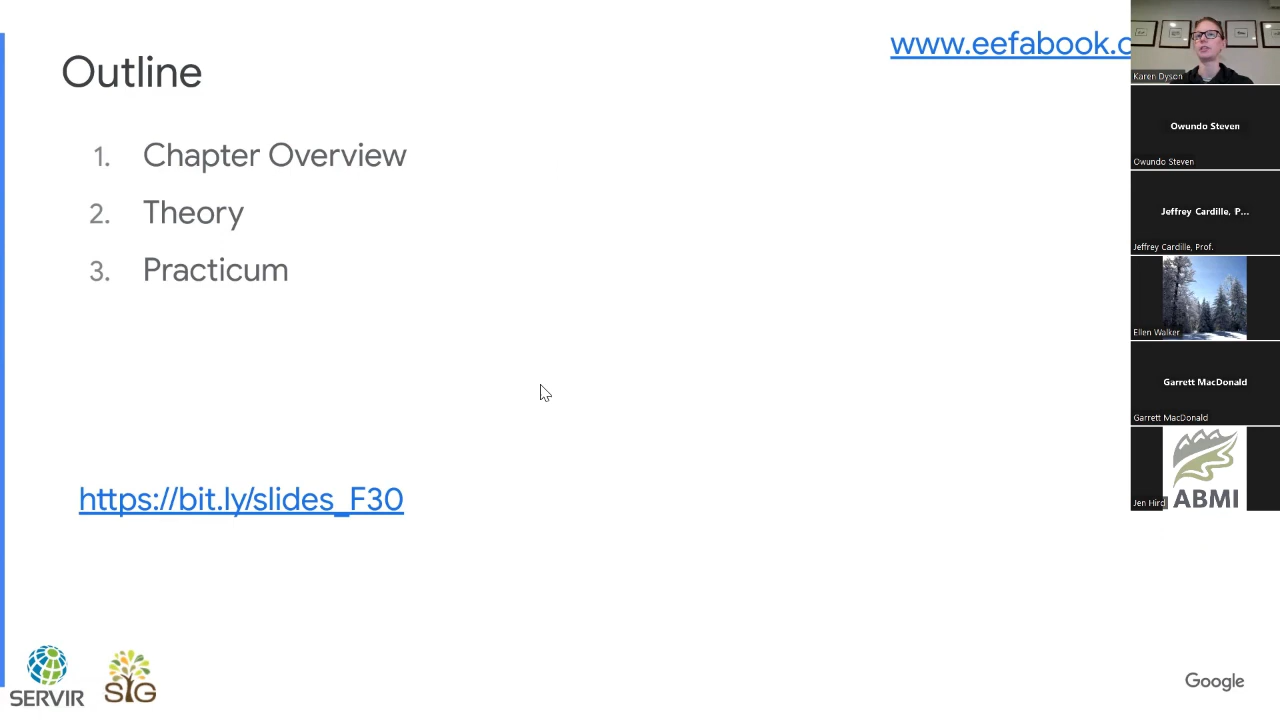 www.eefabook.c
Outline
1. Chapter Overview
2. Theory
3. Practicum
https://bit.ly/slides_F30
SERVIR
SIG
Google
Karen Dyson
Owundo Steven
Owundo Steven
Jeffrey Cardille, P...
Jeffrey Cardille, Prof.
Ellen Walker
Garrett MacDonald
Garrett MacDonald
ABMI
Jen Hird